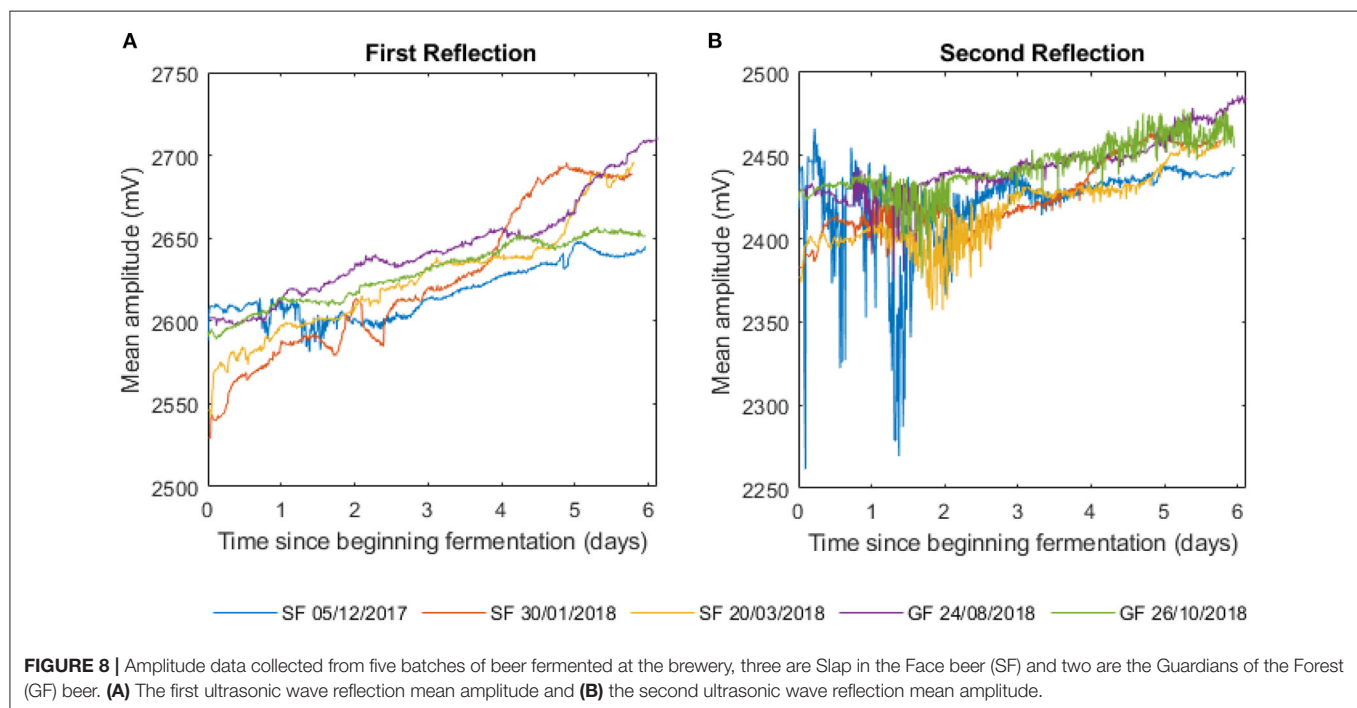 A
First Reflection
2750
2700
2650
2600
2550
2500
Mean amplitude (mV)
0 1 2 3 4 5 6
Time since beginning fermentation (days)
B
Second Reflection
2500
2450
2400
2350
2300
2250
Mean amplitude (mV)
0 1 2 3 4 5 6
Time since beginning fermentation (days)
SF 05/12/2017 SF 30/01/2018 SF 20/03/2018 GF 24/08/2018 GF 26/10/2018
FIGURE 8 | Amplitude data collected from five batches of beer fermented at the brewery, three are Slap in the Face beer (SF) and two are the Guardians of the Forest
(GF) beer. (A) The first ultrasonic wave reflection mean amplitude and (B) the second ultrasonic wave reflection mean amplitude.